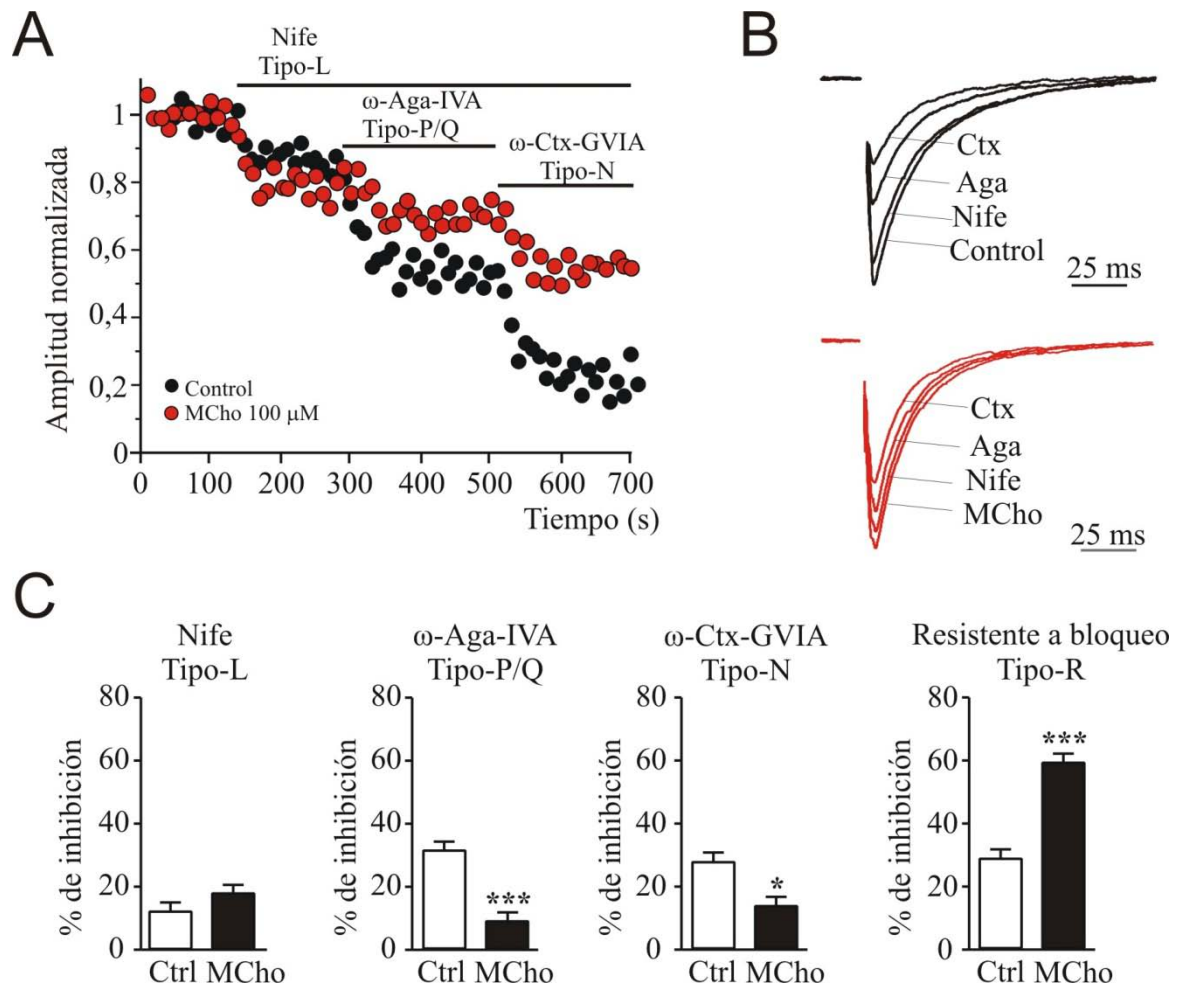 A
Nife
Tipo-L
ω-Aga-IVA
Tipo-P/Q
ω-Ctx-GVIA
Tipo-N
Amplitud normalizada
1
0,8
0,6
0,4
0,2
0
Control
MCho 100 μM
0 100 200 300 400 500 600 700
Tiempo (s)
B
Ctx
Aga
Nife
Control
25 ms
Ctx
Aga
Nife
MCho
25 ms
C
Nife
Tipo-L
% de inhibición
80
60
40
20
0
Ctrl MCho
ω-Aga-IVA
Tipo-P/Q
% de inhibición
80
60
40
20
0
***
Ctrl MCho
ω-Ctx-GVIA
Tipo-N
% de inhibición
80
60
40
20
0
*
Ctrl MCho
Resistente a bloqueo
Tipo-R
% de inhibición
80
60
40
20
0
***
Ctrl MCho